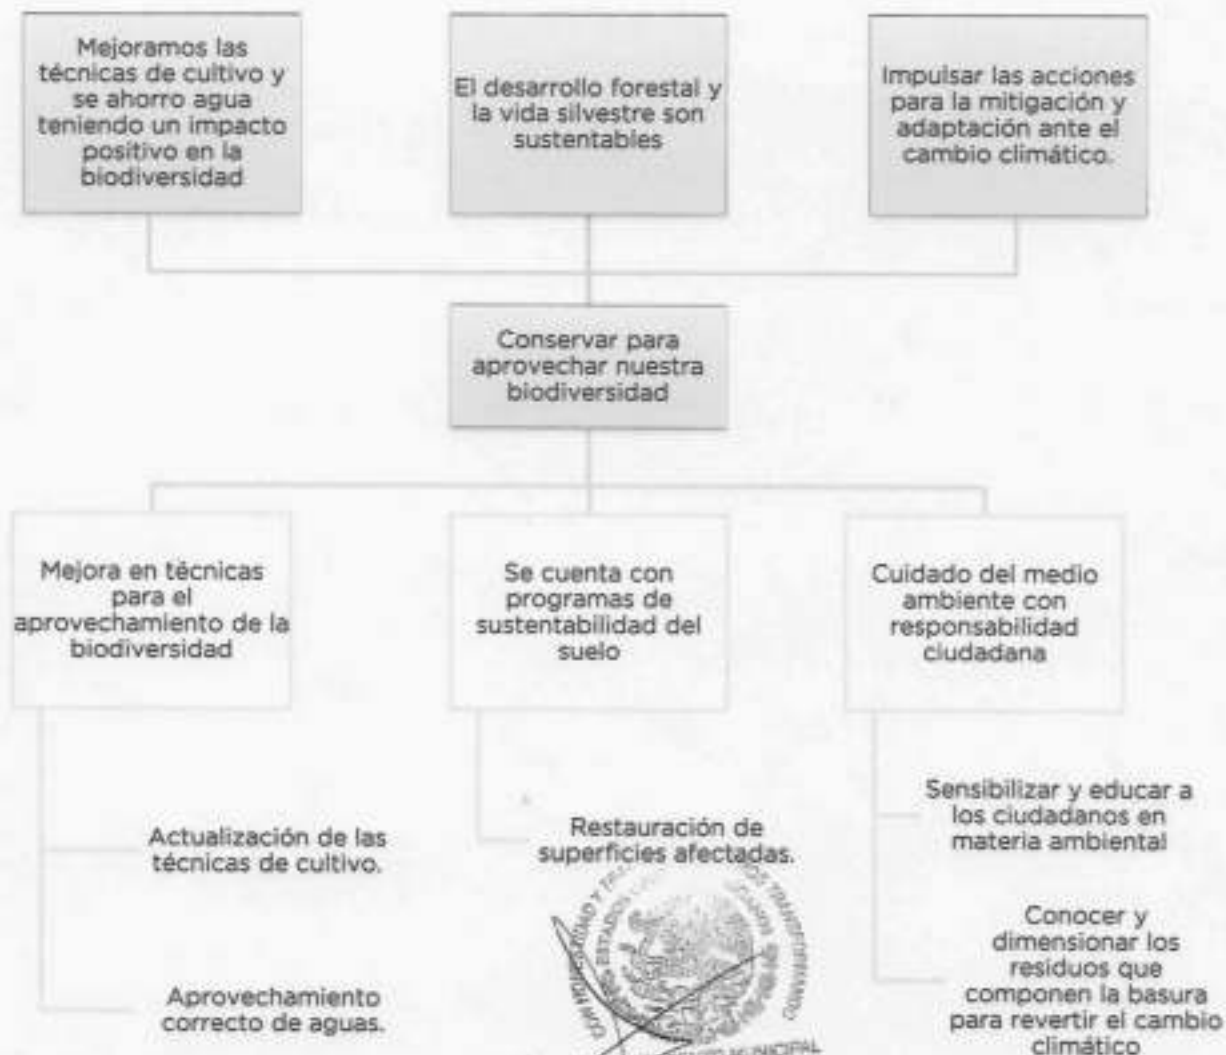 Mejoramos las
técnicas de cultivo y
se ahorro agua
teniendo un impacto
positivo en la
biodiversidad
El desarrollo forestal y
la vida silvestre son
sustentables
Impulsar las acciones
para la mitigación y
adaptación ante el
cambio climático.
Conservar para
aprovechar nuestra
biodiversidad
Mejora en técnicas
para el
aprovechamiento de la
biodiversidad
Se cuenta con
programas de
sustentabilidad del
suelo
Cuidado del medio
ambiente con
responsabilidad
ciudadana
Actualización de las
técnicas de cultivo.
Aprovechamiento
correcto de aguas.
Restauración de
superficies afectadas.
Sensibilizar y educar a
los ciudadanos en
materia ambiental
Conocer y
dimensionar los
residuos que
componen la basura
para revertir el cambio
climático
CON HONESTIDAD Y TRANSFORMANDO
ESTADOS
MUNICIPAL